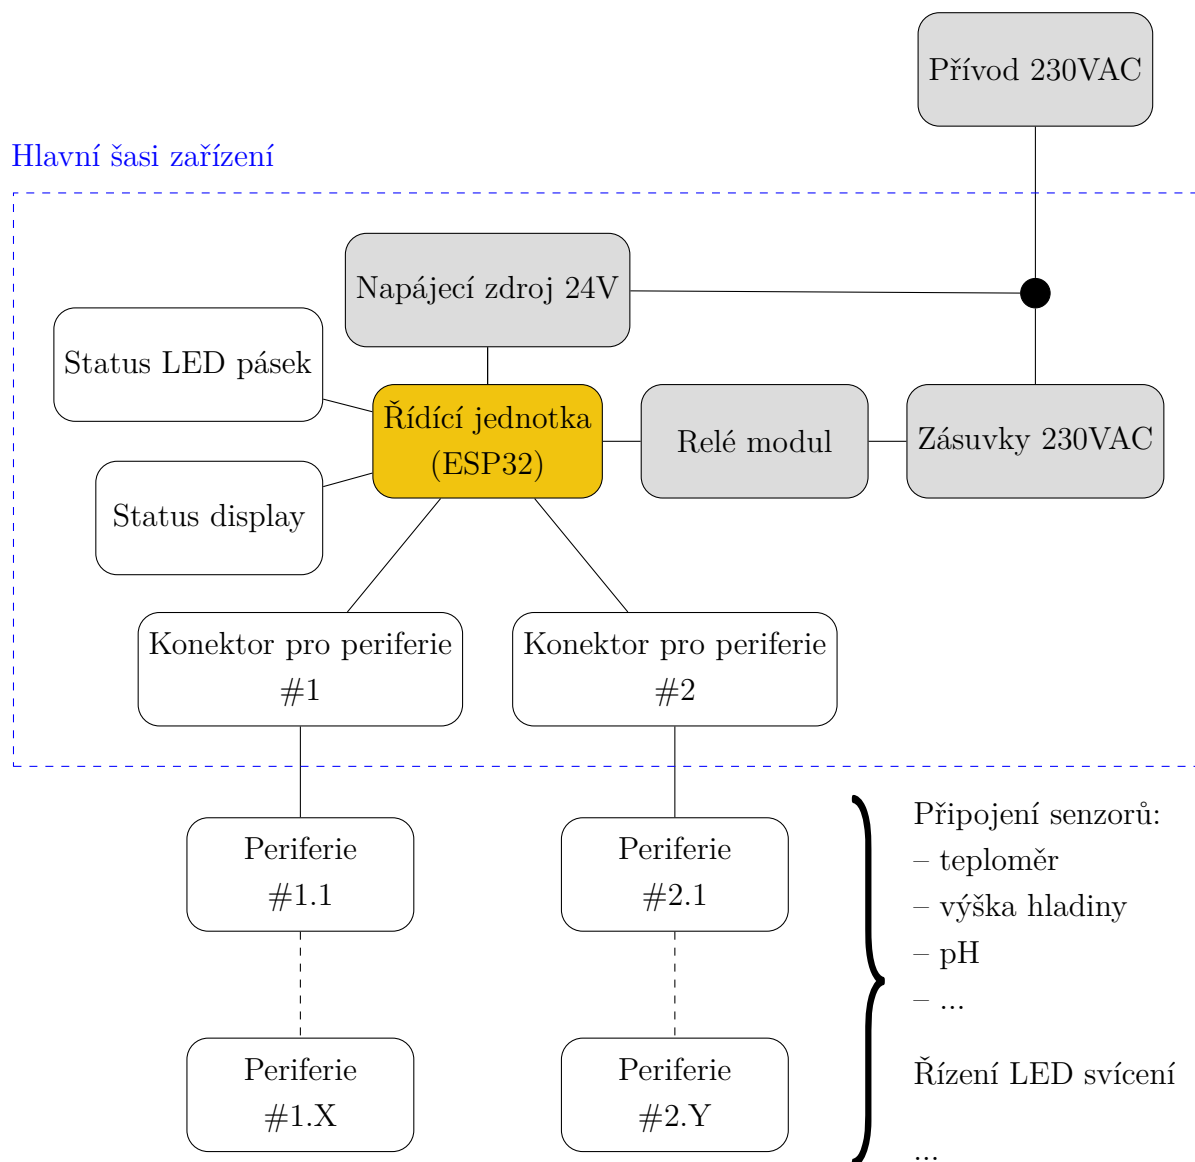 Přívod 230VAC
Hlavní šasi zařízení
Napájecí zdroj 24V
Status LED pásek
Řídící jednotka
(ESP32)
Relé modul
Zásuvky 230VAC
Status display
Konektor pro periferie
#1
Konektor pro periferie
#2
Periferie
#1.1
Periferie
#2.1
Periferie
#1.X
Periferie
#2.Y
Připojení senzorů:
– teploměr
– výška hladiny
– pH
– ...
Řízení LED svícení
...